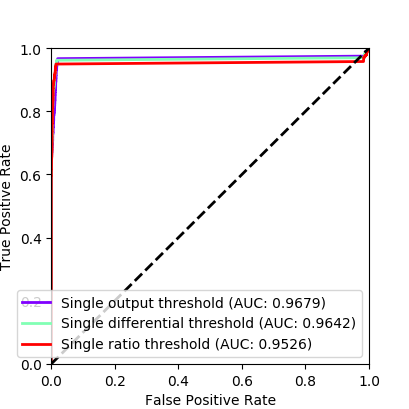 1.0
0.8
0.6
0.4
0.2
0.0
True Positive Rate
Single output threshold (AUC: 0.9679)
Single differential threshold (AUC: 0.9642)
Single ratio threshold (AUC: 0.9526)
0.0 0.2 0.4 0.6 0.8 1.0
False Positive Rate